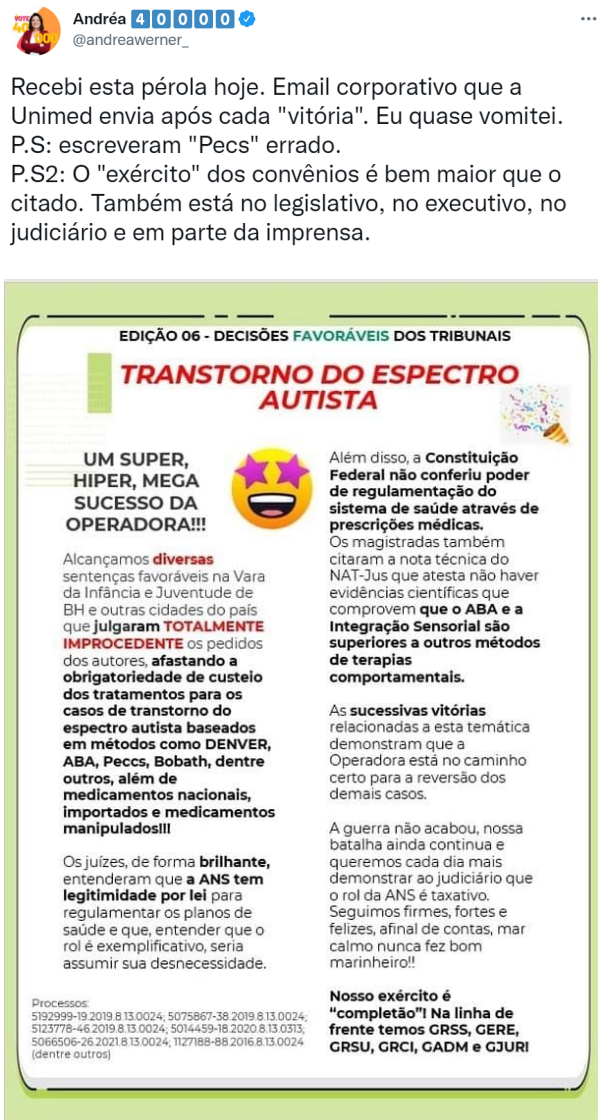 VOTE
40
000
Andréa 4 0 0 0 0
@andreawerner_
Recebi esta pérola hoje. Email corporativo que a
Unimed envia após cada "vitória". Eu quase vomitei.
P.S: escreveram "Pecs" errado.
P.S2: O "exército" dos convênios é bem maior que o
citado. Também está no legislativo, no executivo, no
judiciário e em parte da imprensa.
EDIÇÃO 06 - DECISÕES FAVORÁVEIS DOS TRIBUNAIS
TRANSTORNO DO ESPECTRO
AUTISTA
UM SUPER,
HIPER, MEGA
SUCESSO DA
OPERADORA!!!
Alcançamos diversas
sentenças favoráveis na Vara
da Infância e Juventude de
BH e outras cidades do país
que julgaram TOTALMENTE
IMPROCEDENTE os pedidos
dos autores, afastando a
obrigatoriedade de custeio
dos tratamentos para os
casos de transtorno do
espectro autista baseados
em métodos como DENVER,
ABA, Peccs, Bobath, dentre
outros, além de
medicamentos nacionais,
importados e medicamentos
manipulados!!!
Os juízes, de forma brilhante,
entenderam que a ANS tem
legitimidade por lei para
regulamentar os planos de
saúde e que, entender que o
rol é exemplificativo, seria
assumir sua desnecessidade.
Processos:
5192999-19.2019.8.13.0024; 5075867-38.2019.8.13.0024;
5123778-46.2019.8.13.0024; 5014459-18.2020.8.13.0313;
5066506-26.2021.8.13.0024; 1127188-88.2016.8.13.0024
(dentre outros)
Além disso, a Constituição
Federal não conferiu poder
de regulamentação do
sistema de saúde através de
prescrições médicas.
Os magistradas também
citaram a nota técnica do
NAT-Jus que atesta não haver
evidências científicas que
comprovem que o ABA e a
Integração Sensorial são
superiores a outros métodos
de terapias
comportamentais.
As sucessivas vitórias
relacionadas a esta temática
demonstram que a
Operadora está no caminho
certo para a reversão dos
demais casos.
A guerra não acabou, nossa
batalha ainda continua e
queremos cada dia mais
demonstrar ao judiciário que
o rol da ANS é taxativo.
Seguimos firmes, fortes e
felizes, afinal de contas, mar
calmo nunca fez bom
marinheiro!!
Nosso exército é
"completão"! Na linha de
frente temos GRSS, GERE,
GRSU, GRCI, GADM e GJURI